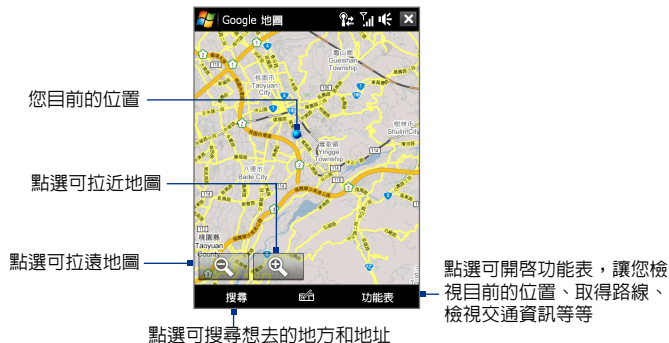 Google 地圖
龜山鄉
Gueishan
Township
桃園市
Taoyuan
City
您目前的位置
樹林市
Shulin City
鶯歌鎮
Yingge
Township
八德市
Bade City
點選可拉近地圖
桃園縣
Taoyuan
County
點選可拉遠地圖
搜尋
功能表
點選可開啓功能表，讓您檢
視目前的位置、取得路線、
檢視交通資訊等等
點選可搜尋想去的地方和地址